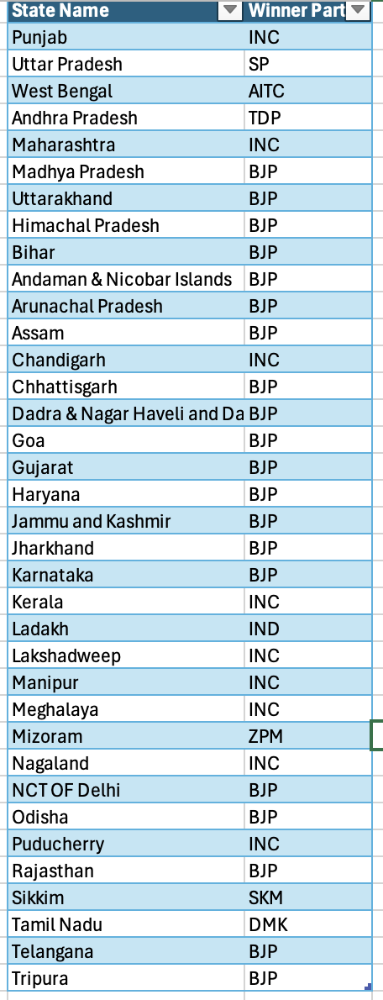 State Name Winner Part
Punjab INC
Uttar Pradesh SP
West Bengal AITC
Andhra Pradesh TDP
Maharashtra INC
Madhya Pradesh BJP
Uttarakhand BJP
Himachal Pradesh BJP
Bihar BJP
Andaman & Nicobar Islands BJP
Arunachal Pradesh BJP
Assam BJP
Chandigarh INC
Chhattisgarh BJP
Dadra & Nagar Haveli and Da BJP
Goa BJP
Gujarat BJP
Haryana BJP
Jammu and Kashmir BJP
Jharkhand BJP
Karnataka BJP
Kerala INC
Ladakh IND
Lakshadweep INC
Manipur INC
Meghalaya INC
Mizoram ZPM
Nagaland INC
NCT OF Delhi BJP
Odisha BJP
Puducherry INC
Rajasthan BJP
Sikkim SKM
Tamil Nadu DMK
Telangana BJP
Tripura BJP